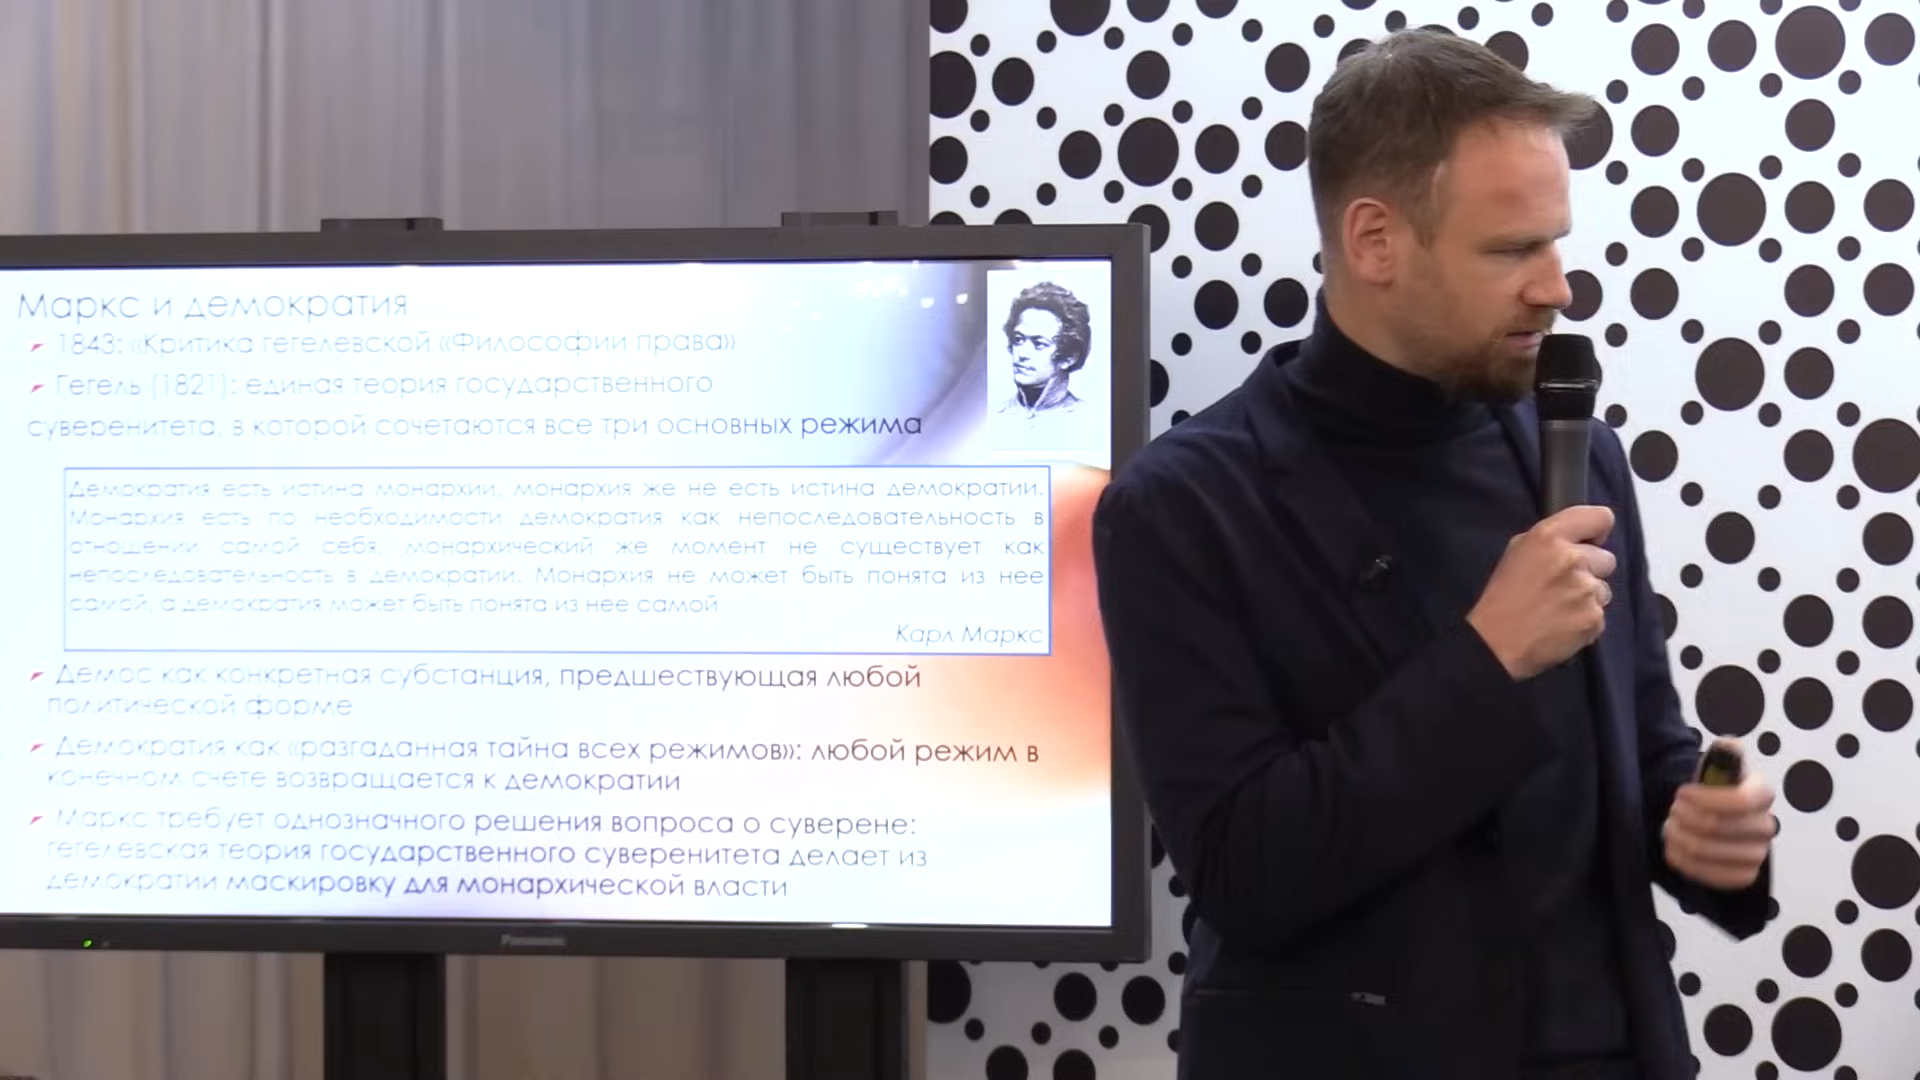 Маркс и демократия
1843: «Критика гегелевской «Философии права»
Гегель (1821): единая теория государственного
суверенитета, в которой сочетаются все три основных режима
Демократия есть истина монархии, монархия же не есть истина демократии.
Монархия есть по необходимости демократия как непоследовательность в
отношении самой себя, монархический же момент не существует как
непоследовательность в демократии. Монархия не может быть понята из нее
самой, а демократия может быть понята из нее самой
Карл Маркс
Демос как конкретная субстанция, предшествующая любой
политической форме
Демократия как «разгаданная тайна всех режимов»: любой режим в
конечном счете возвращается к демократии
Маркс требует однозначного решения вопроса о суверене:
гегелевская теория государственного суверенитета делает из
демократии маскировку для монархической власти
Panasonic